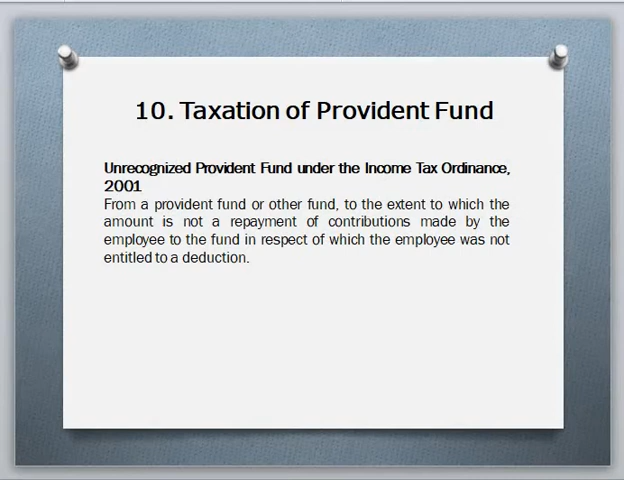 10. Taxation of Provident Fund
Unrecognized Provident Fund under the Income Tax Ordinance,
2001
From a provident fund or other fund, to the extent to which the
amount is not a repayment of contributions made by the
employee to the fund in respect of which the employee was not
entitled to a deduction.